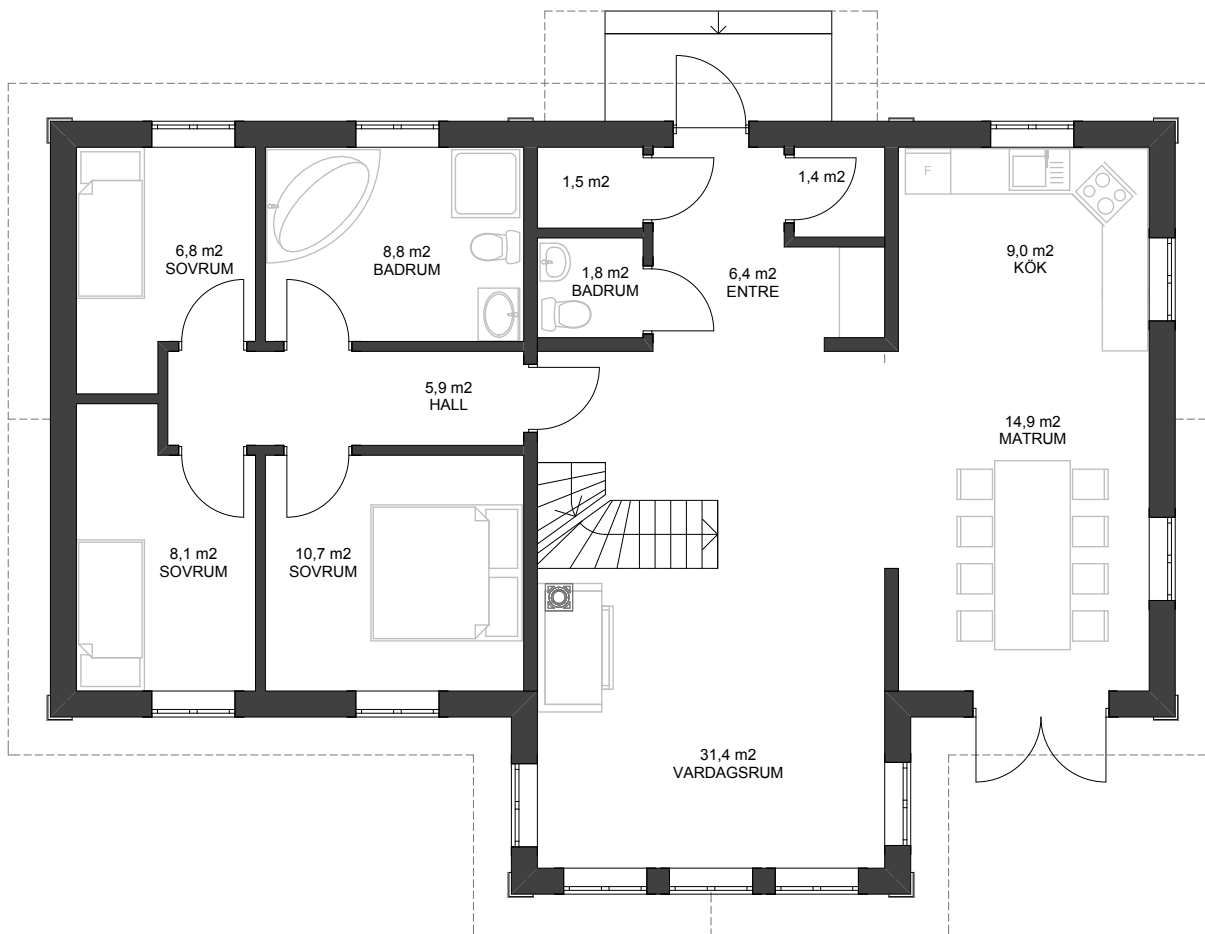 1,5 m2
1,4 m2
F
6,8 m2
SOVRUM
8,8 m2
BADRUM
1,8 m2
BADRUM
6,4 m2
ENTRE
9,0 m2
KÖK
5,9 m2
HALL
14,9 m2
MATRUM
8,1 m2
SOVRUM
10,7 m2
SOVRUM
31,4 m2
VARDAGSRUM